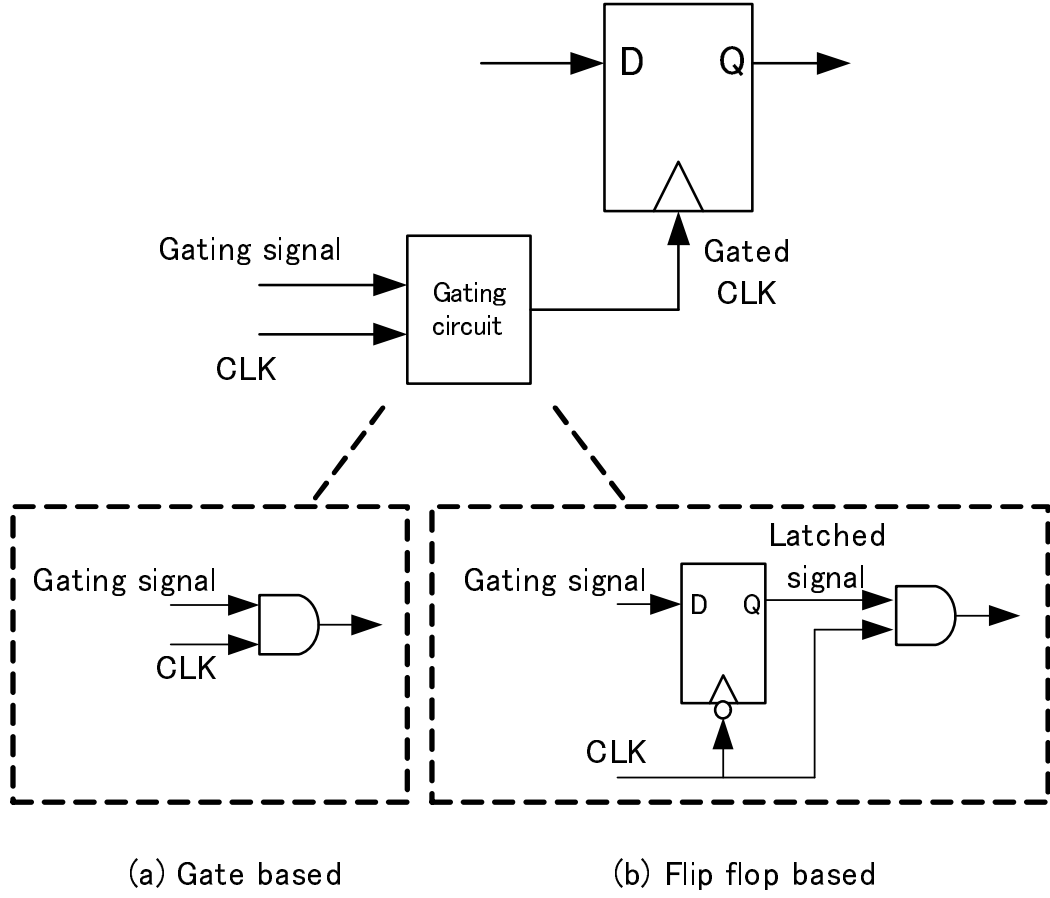 D Q
Gating signal
Gated
CLK
Gating
circuit
CLK
Latched
signal
Gating signal
CLK
Gating signal
D Q
CLK
(a) Gate based
(b) Flip flop based